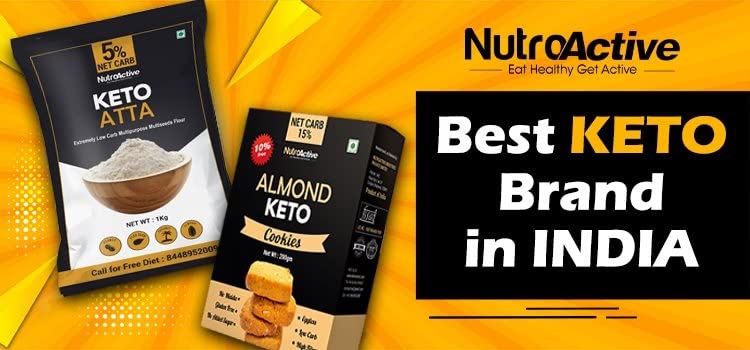 5%
NET CARB
NutroActive
KETO
ATTA
Extremely Low Carb Multipurpose Multiseeds Flour
NET WT : 1Kg
Call for Free Diet : 8448952009
NET CARB
15%
10%
Free
NutroActive
ALMOND
KETO
Cookies
No Maida
Gluten Free
No Added Sugar
Eggless
Low Carb
High Fiber
NutroActive
Eat Healthy Get Active
Best KETO
Brand
in INDIA